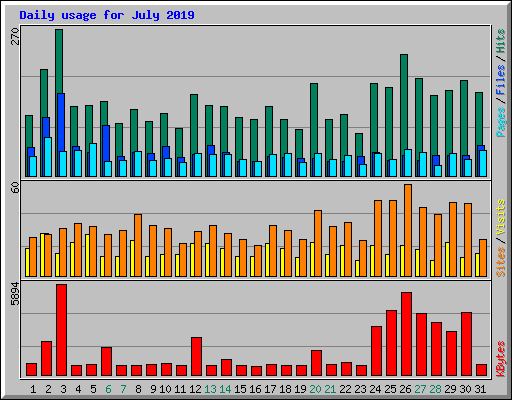 Daily usage for July 2019
270
Pages / Files / Hits
60
Sites / Visits
5894
KBytes
1 2 3 4 5 6 7 8 9 10 11 12 13 14 15 16 17 18 19 20 21 22 23 24 25 26 27 28 29 30 31